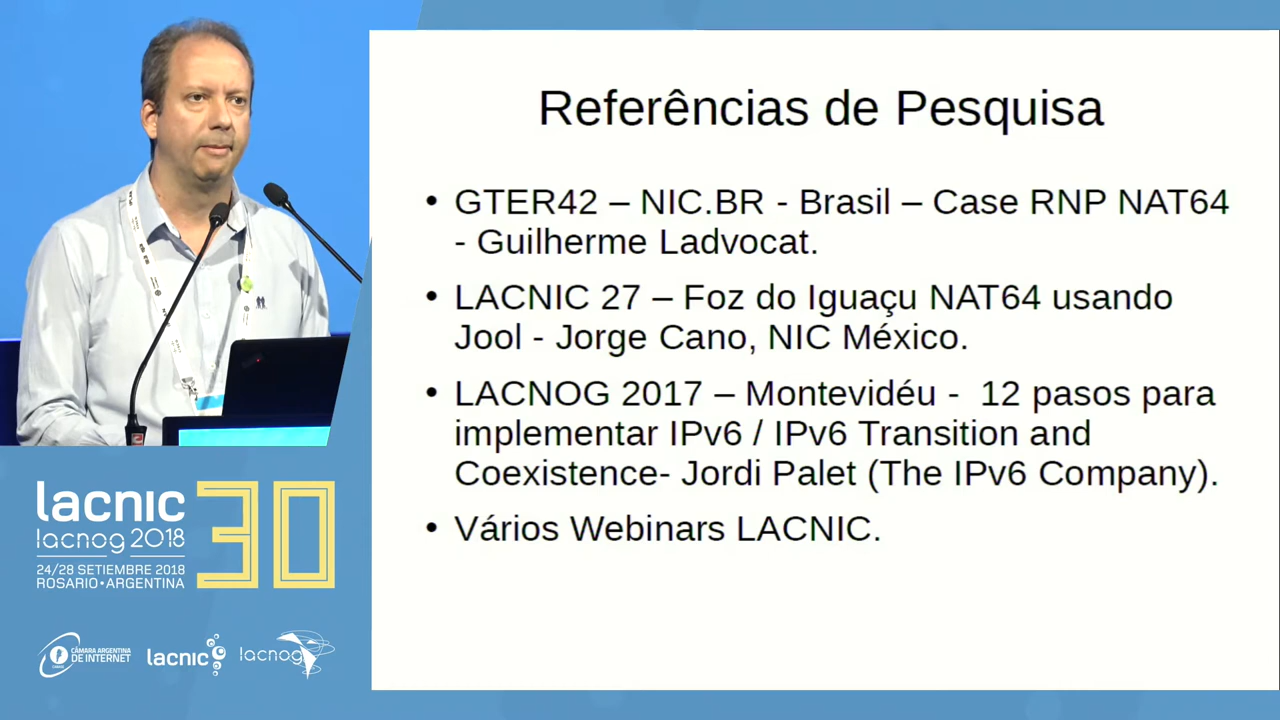 Referências de Pesquisa
• GTER42 – NIC.BR - Brasil – Case RNP NAT64
- Guilherme Ladvocat.
• LACNIC 27 – Foz do Iguaçu NAT64 usando
Jool - Jorge Cano, NIC México.
• LACNOG 2017 – Montevidéu -  12 pasos para
implementar IPv6 / IPv6 Transition and
Coexistence- Jordi Palet (The IPv6 Company).
• Vários Webinars LACNIC.
lacnic 30
lacnog 2018
24/28 SETIEMBRE 2018
ROSARIO•ARGENTINA
CÁMARA ARGENTINA
DE INTERNET
lacnic
lacnog